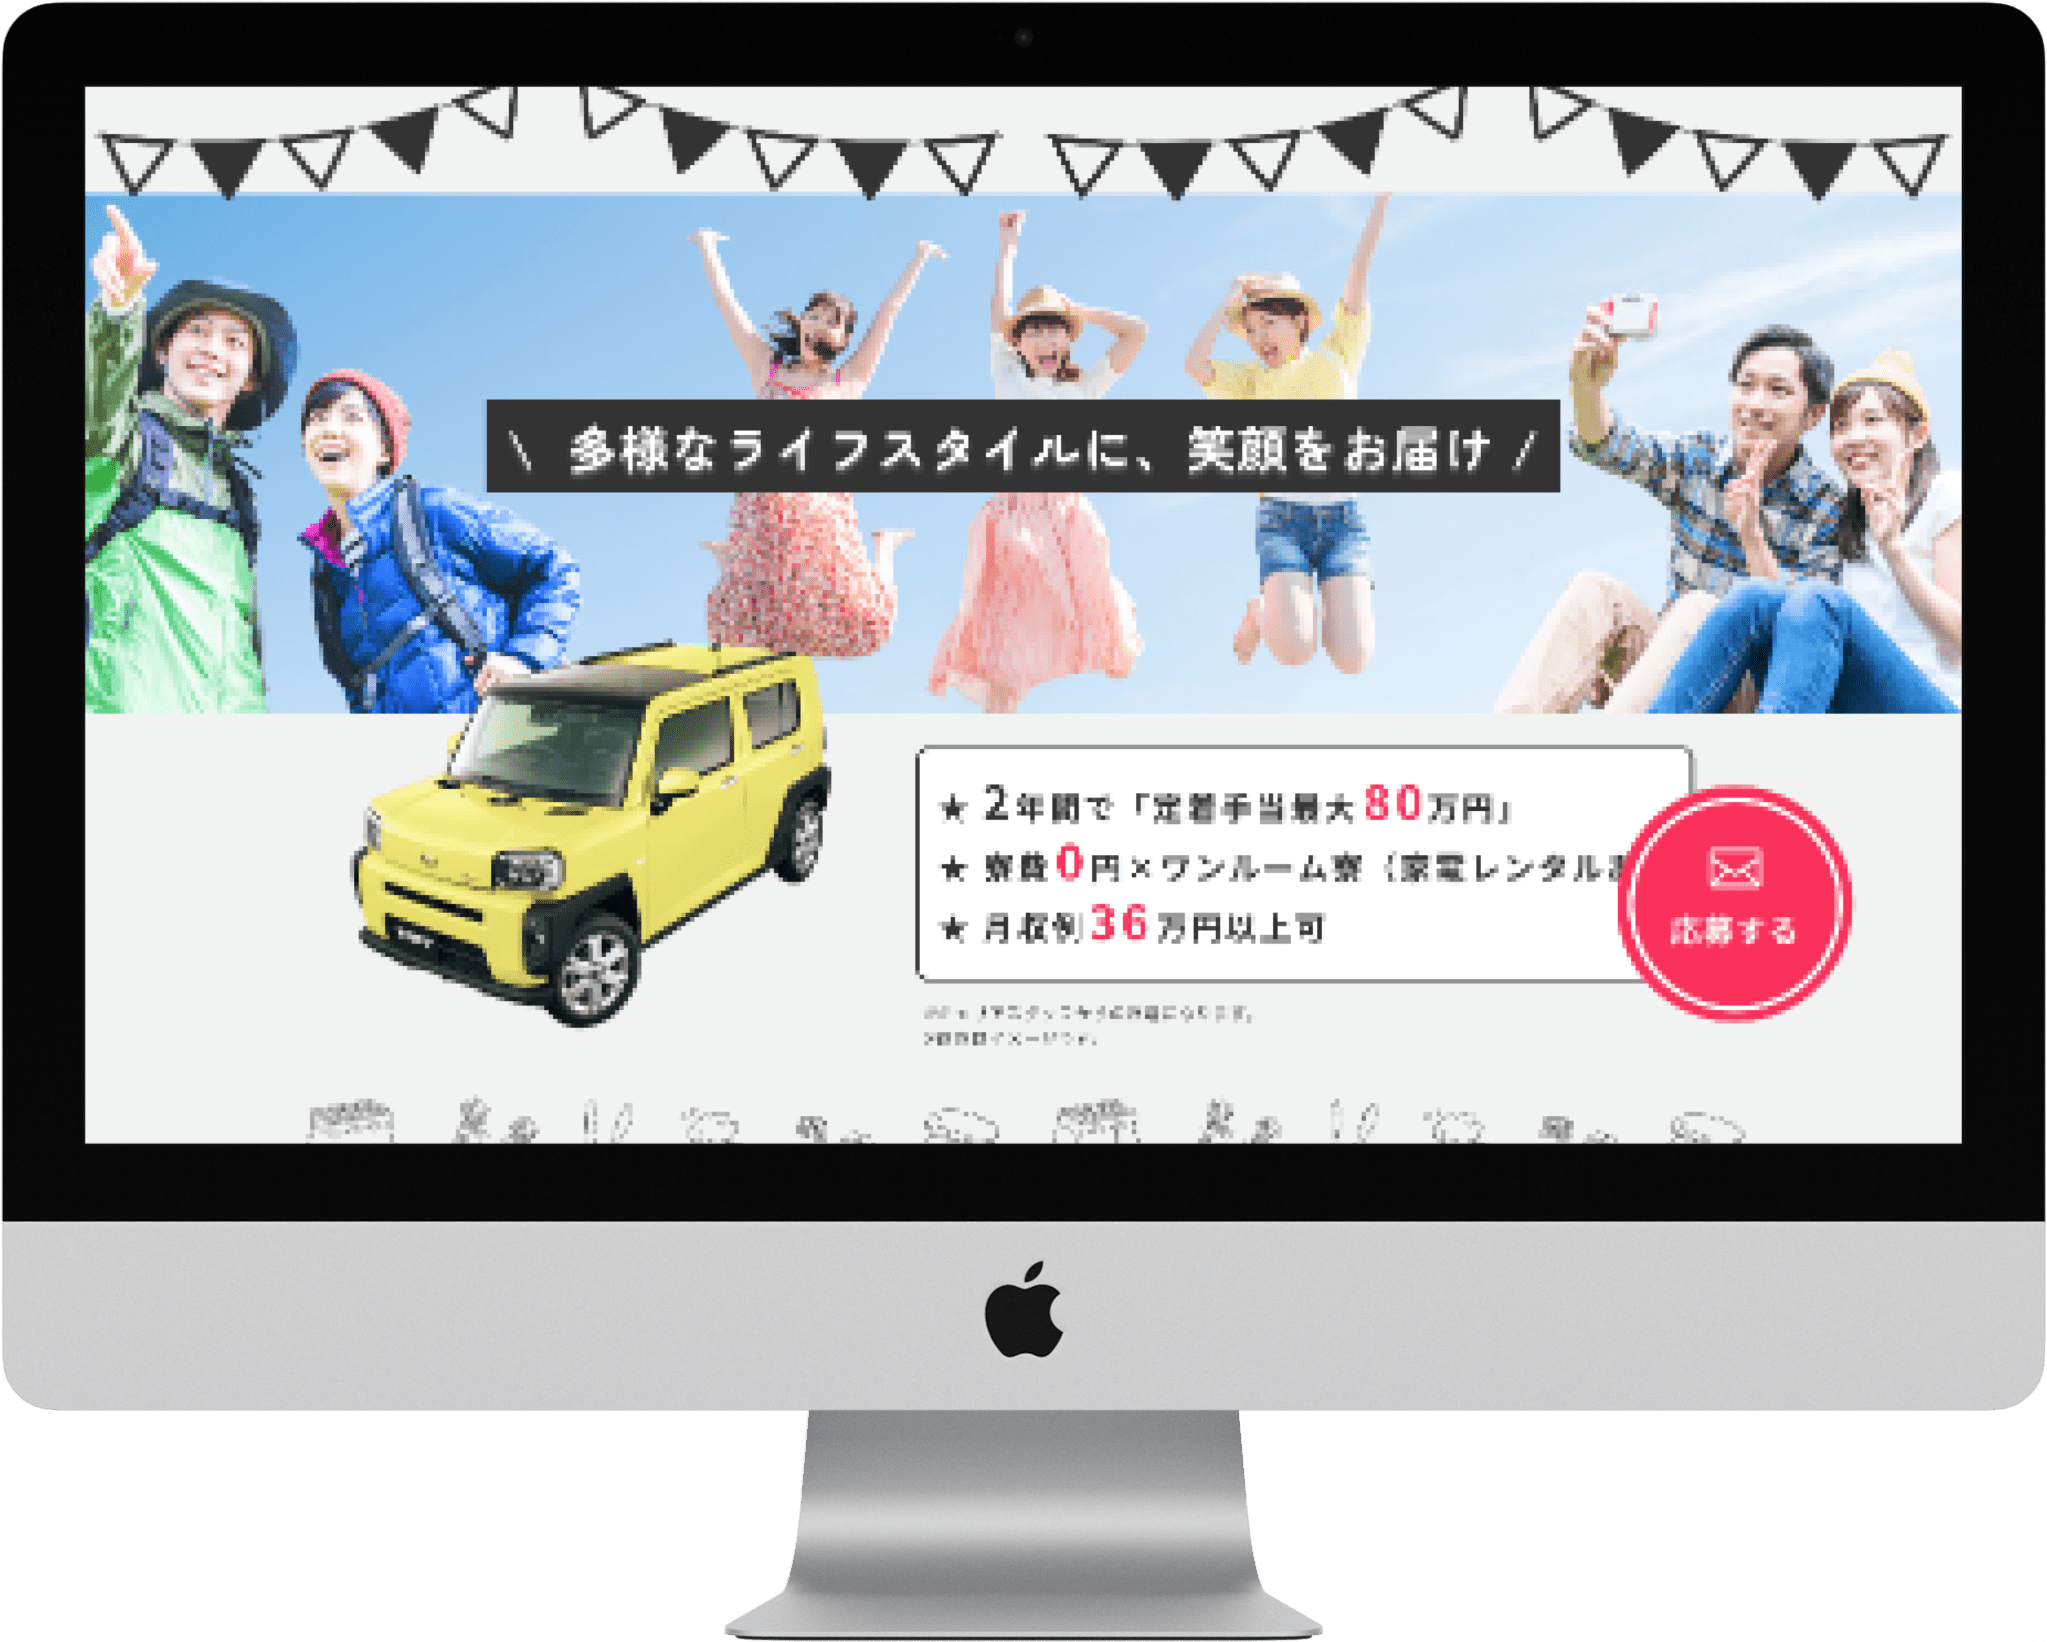 \ 多様なライフスタイルに、笑顔をお届け /
★ 2年間で「定着手当最大80万円」
★ 寮費0円×ワンルーム寮（家電レンタル
★ 月収例36万円以上可
応募する